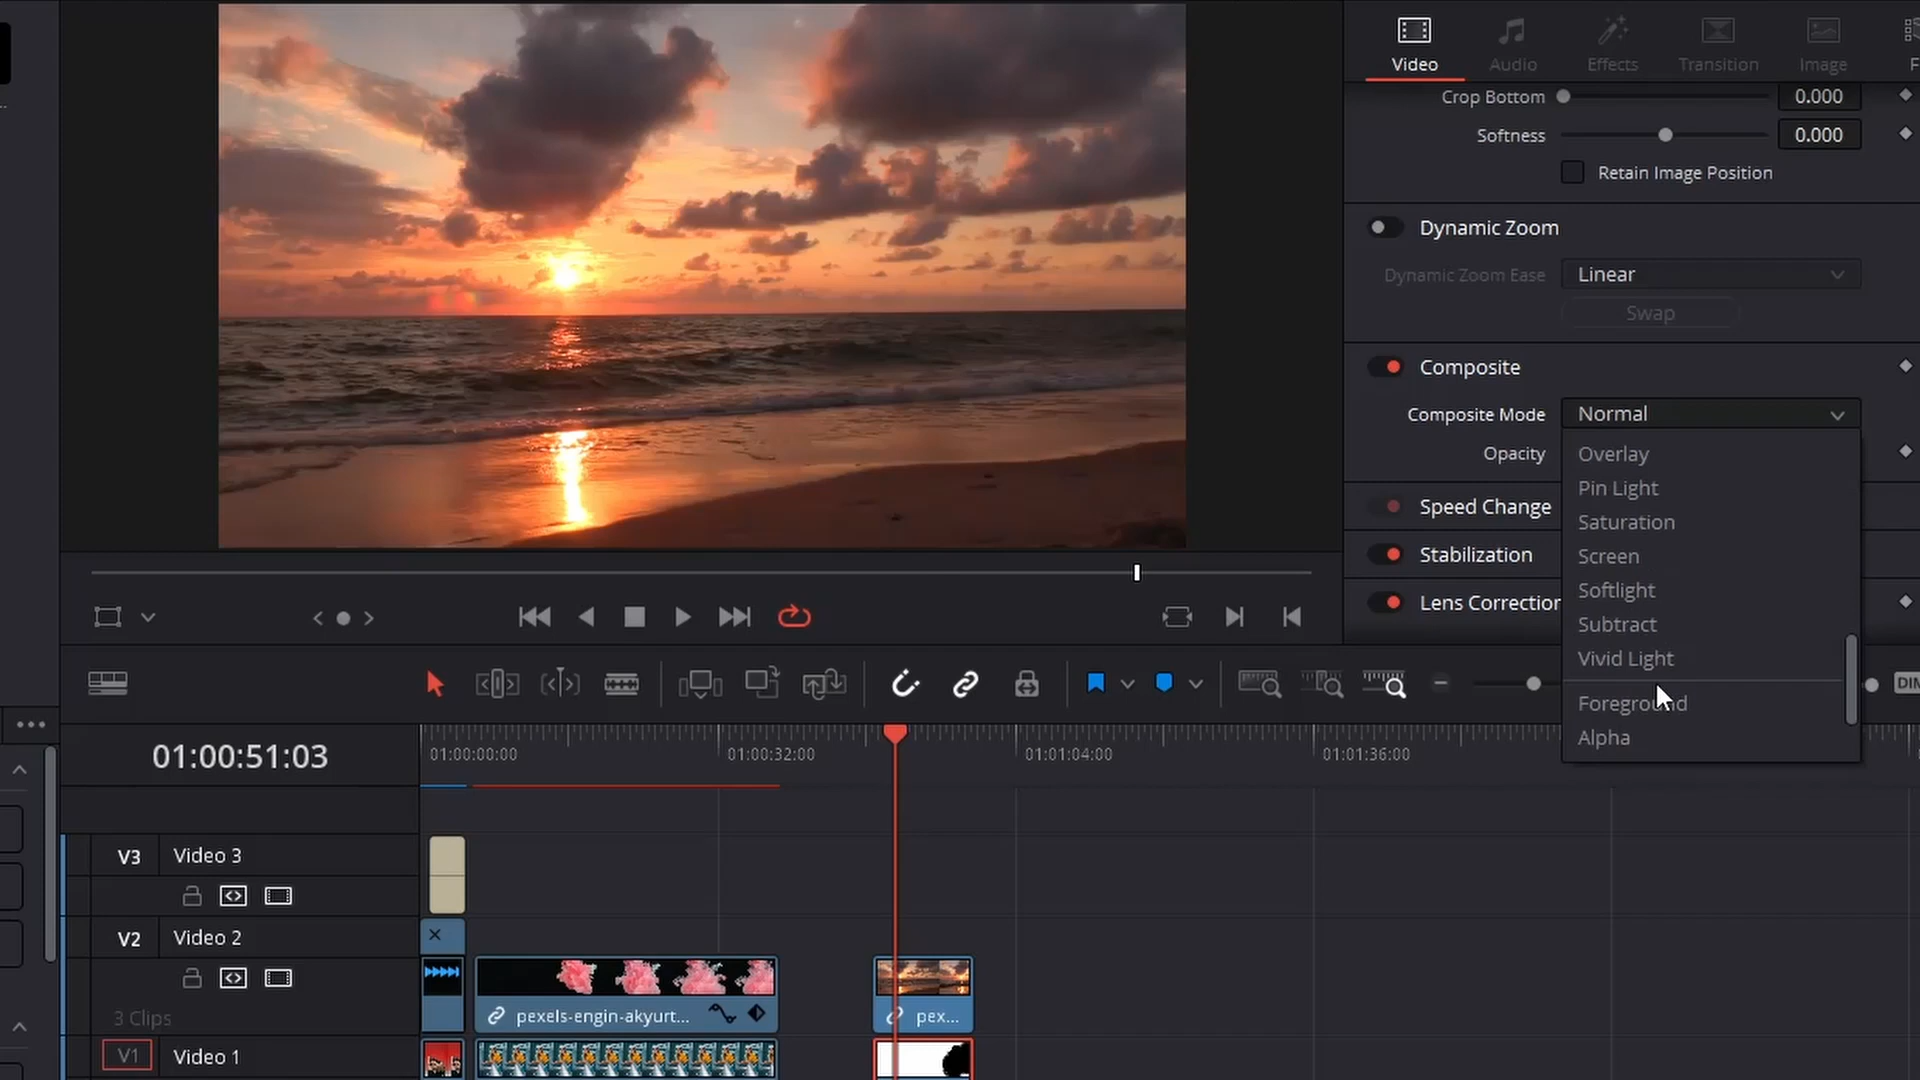 Video
Audio
Effects
Transition
Image
F
Crop Bottom
0.000
Softness
0.000
Retain Image Position
Dynamic Zoom
Dynamic Zoom Ease
Linear
Swap
Composite
Composite Mode
Normal
Opacity
Overlay
Pin Light
Saturation
Screen
Softlight
Subtract
Vivid Light
Foreground
Alpha
Speed Change
Stabilization
Lens Correction
DIM
01:00:51:03
01:00:00:00
01:00:32:00
01:01:04:00
01:01:36:00
V3
Video 3
V2
Video 2
3 Clips
pexels-engin-akyurt...
pex...
V1
Video 1